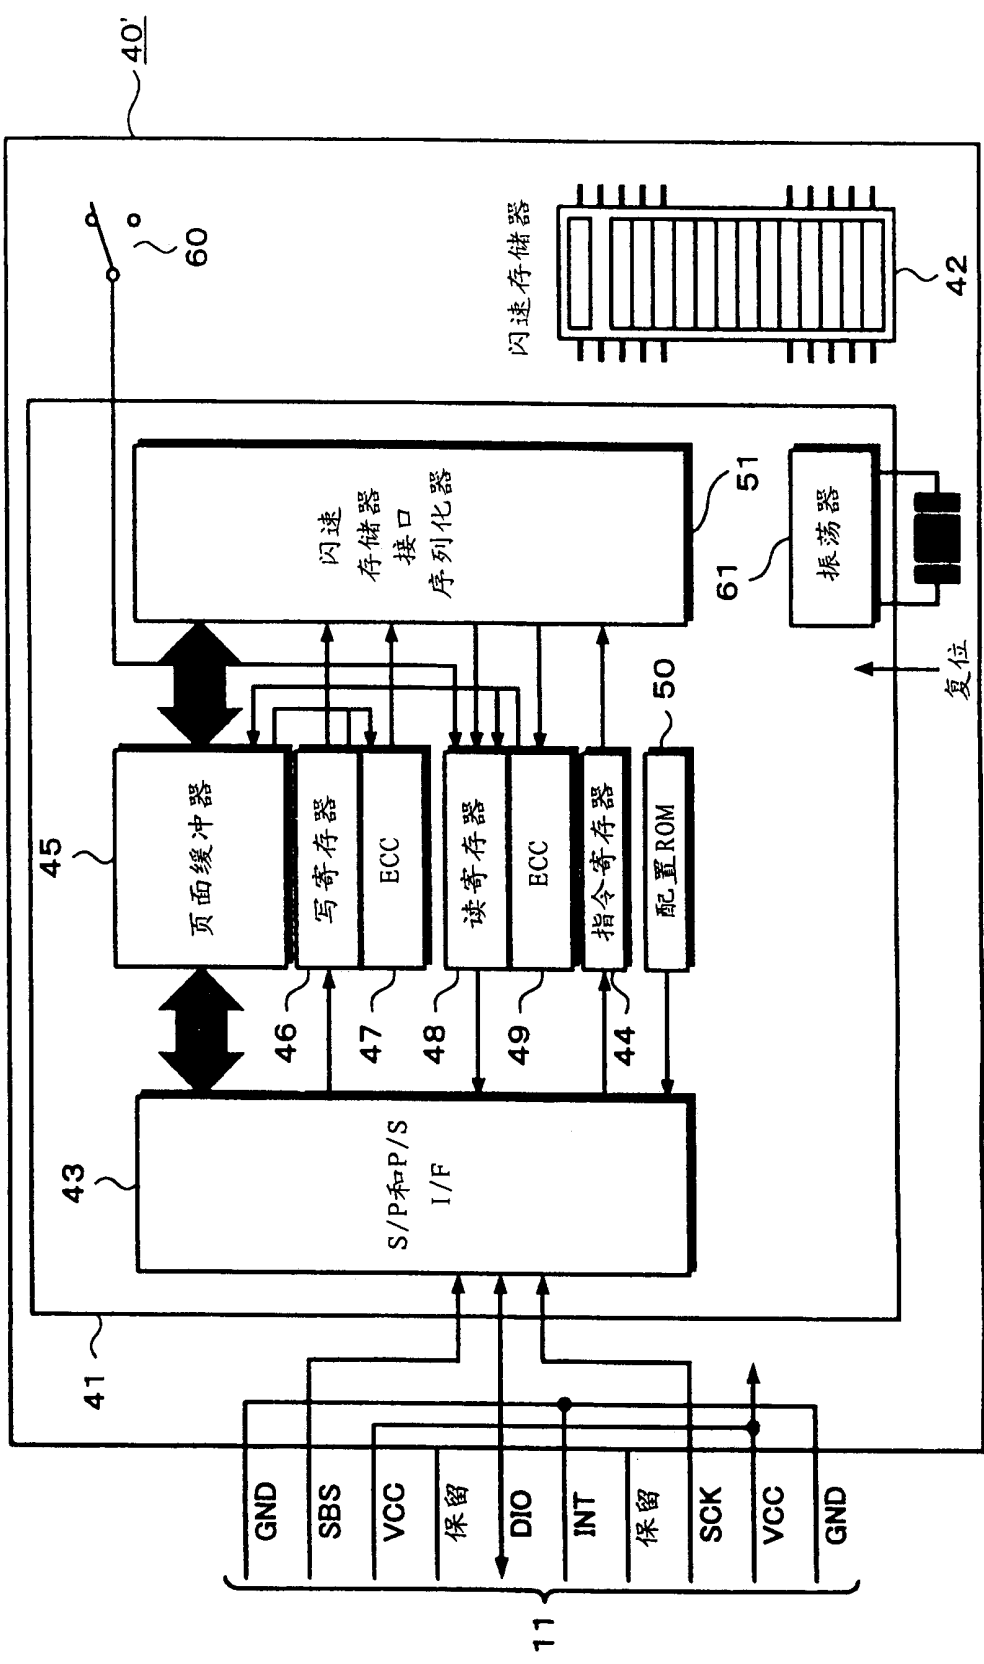 40'
60
闪速存储器
42
41
43
S/P和P/S
I/F
45
页面缓冲器
46
写寄存器
47
ECC
48
读寄存器
49
ECC
44
指令寄存器
50
配置ROM
闪速
存储器
接口
序列化器
51
61
振荡器
复位
11
GND
SBS
VCC
保留
DIO
INT
保留
SCK
VCC
GND